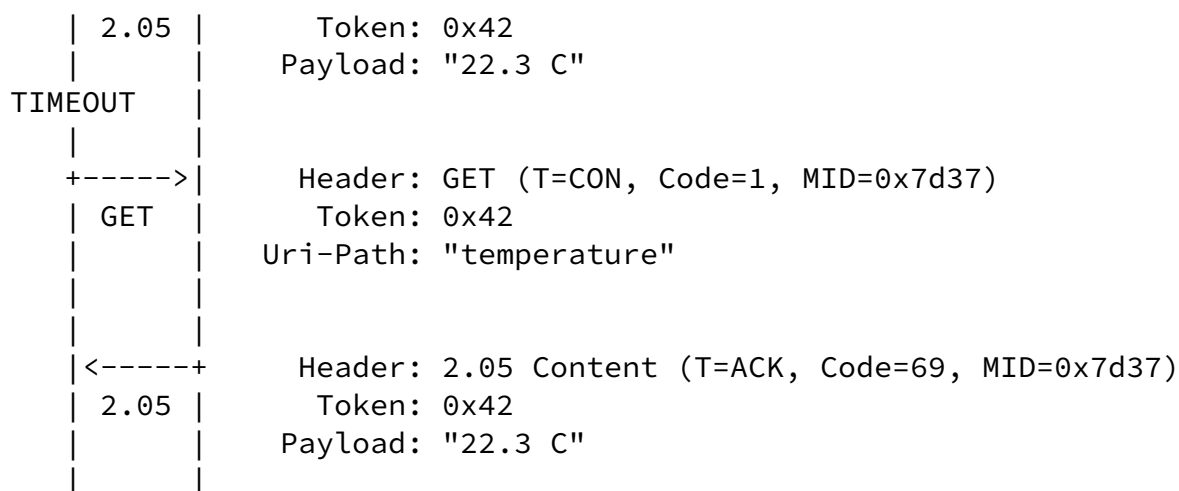 | 2.05 |      Token: 0x42
|      |    Payload: "22.3 C"
TIMEOUT   |
|      |
+----->|     Header: GET (T=CON, Code=1, MID=0x7d37)
| GET  |      Token: 0x42
|      |   Uri-Path: "temperature"
|      |
|      |
|<-----+     Header: 2.05 Content (T=ACK, Code=69, MID=0x7d37)
| 2.05 |      Token: 0x42
|      |    Payload: "22.3 C"
|      |